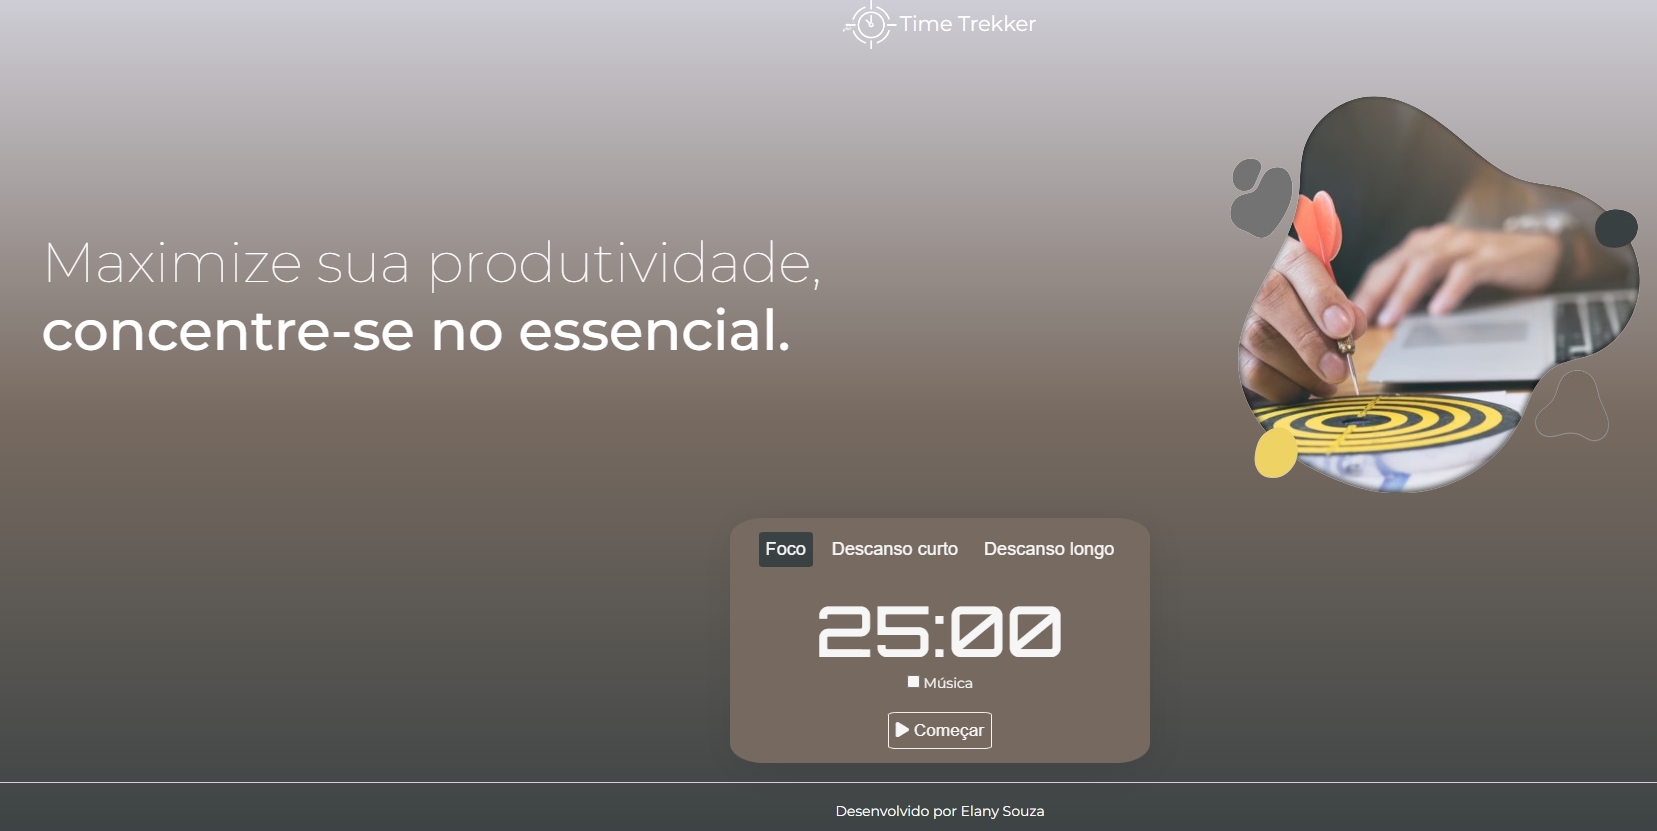 Time Trekker
Maximize sua produtividade,
concentre-se no essencial.
Foco
Descanso curto
Descanso longo
25:00
Música
Começar
Desenvolvido por Elany Souza